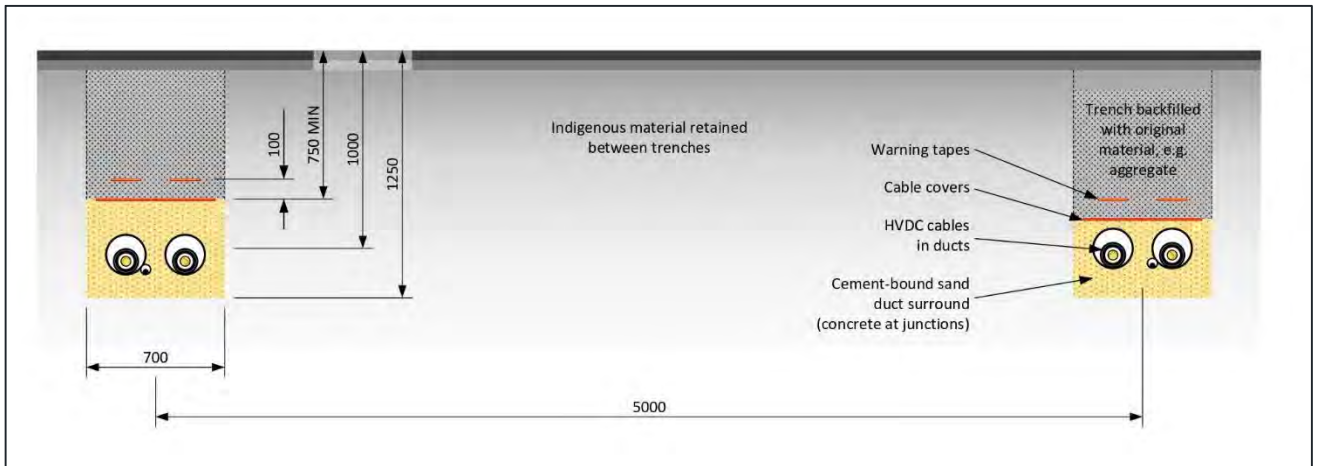 100
750 MIN
1000
1250
700
5000
Indigenous material retained
between trenches
Warning tapes
Cable covers
HVDC cables
in ducts
Cement-bound sand
duct surround
(concrete at junctions)
Trench backfilled
with original
material, e.g.
aggregate